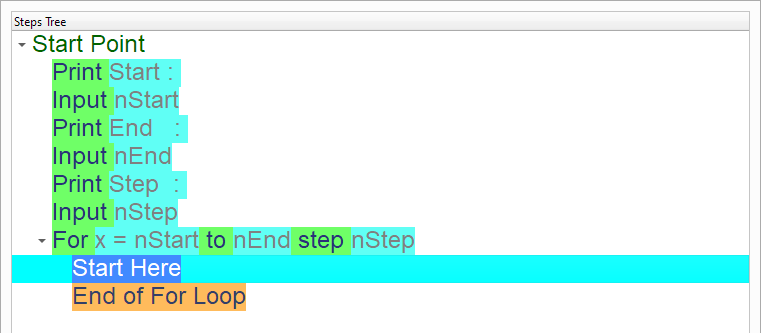 Steps Tree
Start Point
Print Start :
Input nStart
Print End   :
Input nEnd
Print Step  :
Input nStep
For x = nStart to nEnd step nStep
Start Here
End of For Loop